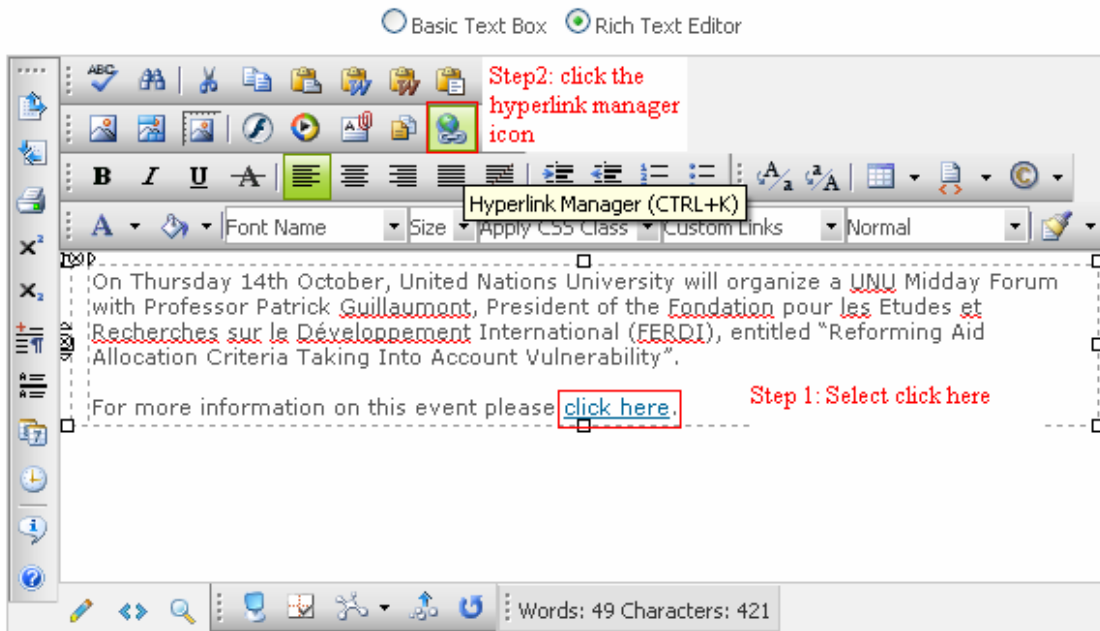 Basic Text Box Rich Text Editor
ABC
Step2: click the
hyperlink manager
icon
B I U A
Hyperlink Manager (CTRL+K)
A Font Name Size Apply CSS Class Custom Links Normal
On Thursday 14th October, United Nations University will organize a UNU Midday Forum
with Professor Patrick Guillaumont, President of the Fondation pour les Etudes et
Recherches sur le Développement International (FERDI), entitled “Reforming Aid
Allocation Criteria Taking Into Account Vulnerability”.
For more information on this event please click here.
Step 1: Select click here
Words: 49 Characters: 421